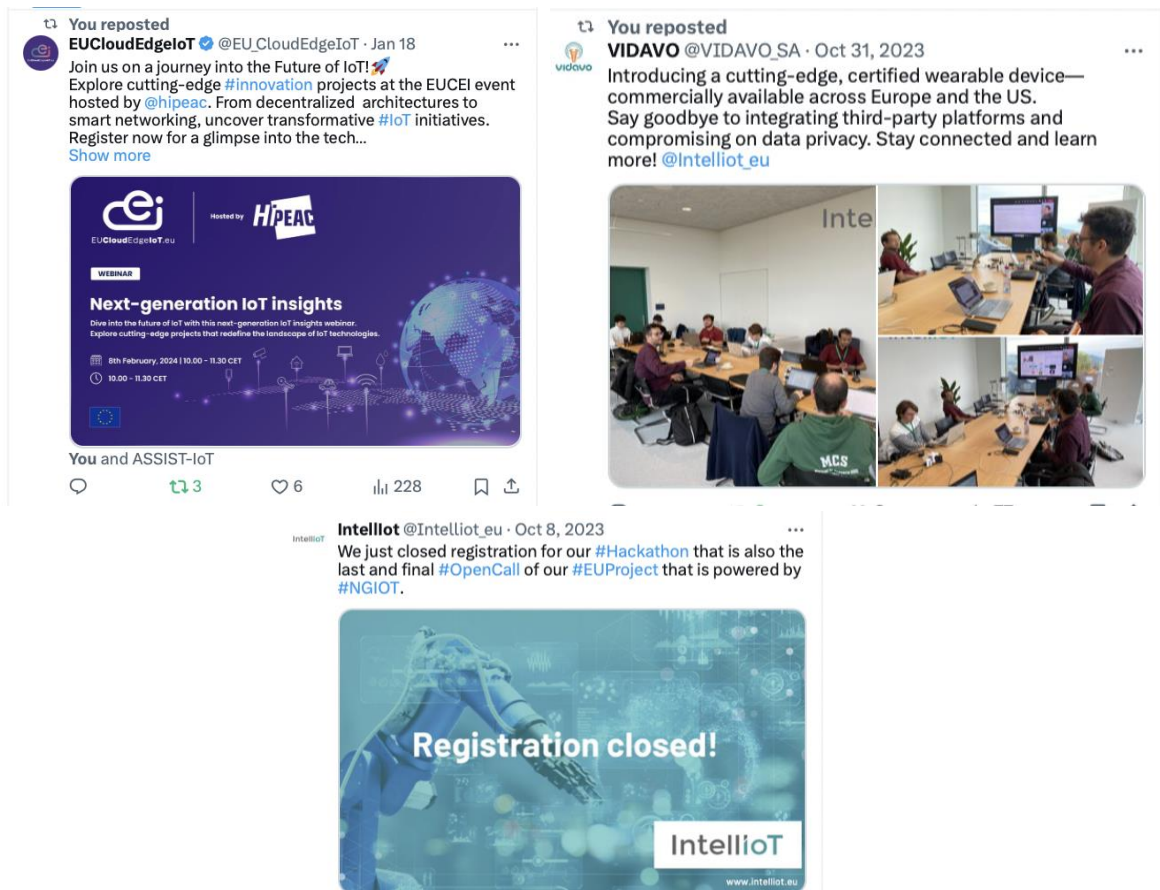 You reposted
EUCloudEdgeIoT @EU_CloudEdgeIoT · Jan 18
Join us on a journey into the Future of IoT!🚀
Explore cutting-edge #innovation projects at the EUCEI event
hosted by @hipeac. From decentralized architectures to
smart networking, uncover transformative #IoT initiatives.
Register now for a glimpse into the tech...
Show more
EUCloudEdgeIoT.eu
Hosted by HiPEAC
WEBINAR
Next-generation IoT insights
Dive into the future of IoT with this next-generation IoT insights webinar.
Explore cutting-edge projects that redefine the landscape of IoT technologies.
8th February, 2024 | 10.00 - 11.30 CET
10.00 - 11.30 CET
You and ASSIST-IoT
3 6 228
You reposted
vidavo
VIDAVO @VIDAVO_SA · Oct 31, 2023
Introducing a cutting-edge, certified wearable device—
commercially available across Europe and the US.
Say goodbye to integrating third-party platforms and
compromising on data privacy. Stay connected and learn
more! @Intelliot_eu
Inte
MCS
IntellIoT
IntellIot @Intelliot_eu · Oct 8, 2023
We just closed registration for our #Hackathon that is also the
last and final #OpenCall of our #EUProject that is powered by
#NGIOT.
Registration closed!
IntellIoT
www.intelliot.eu